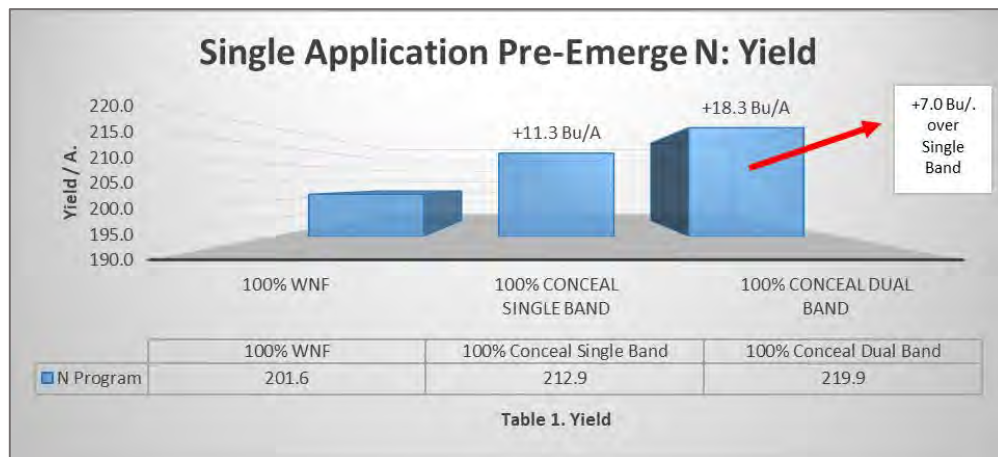 Single Application Pre-Emerge N: Yield
Yield / A.
220.0
215.0
210.0
205.0
200.0
195.0
190.0
+11.3 Bu/A
+18.3 Bu/A
+7.0 Bu/.
over
Single
Band
100% WNF
100% CONCEAL
SINGLE BAND
100% CONCEAL DUAL
BAND
100% WNF 100% Conceal Single Band 100% Conceal Dual Band
N Program 201.6 212.9 219.9
Table 1. Yield